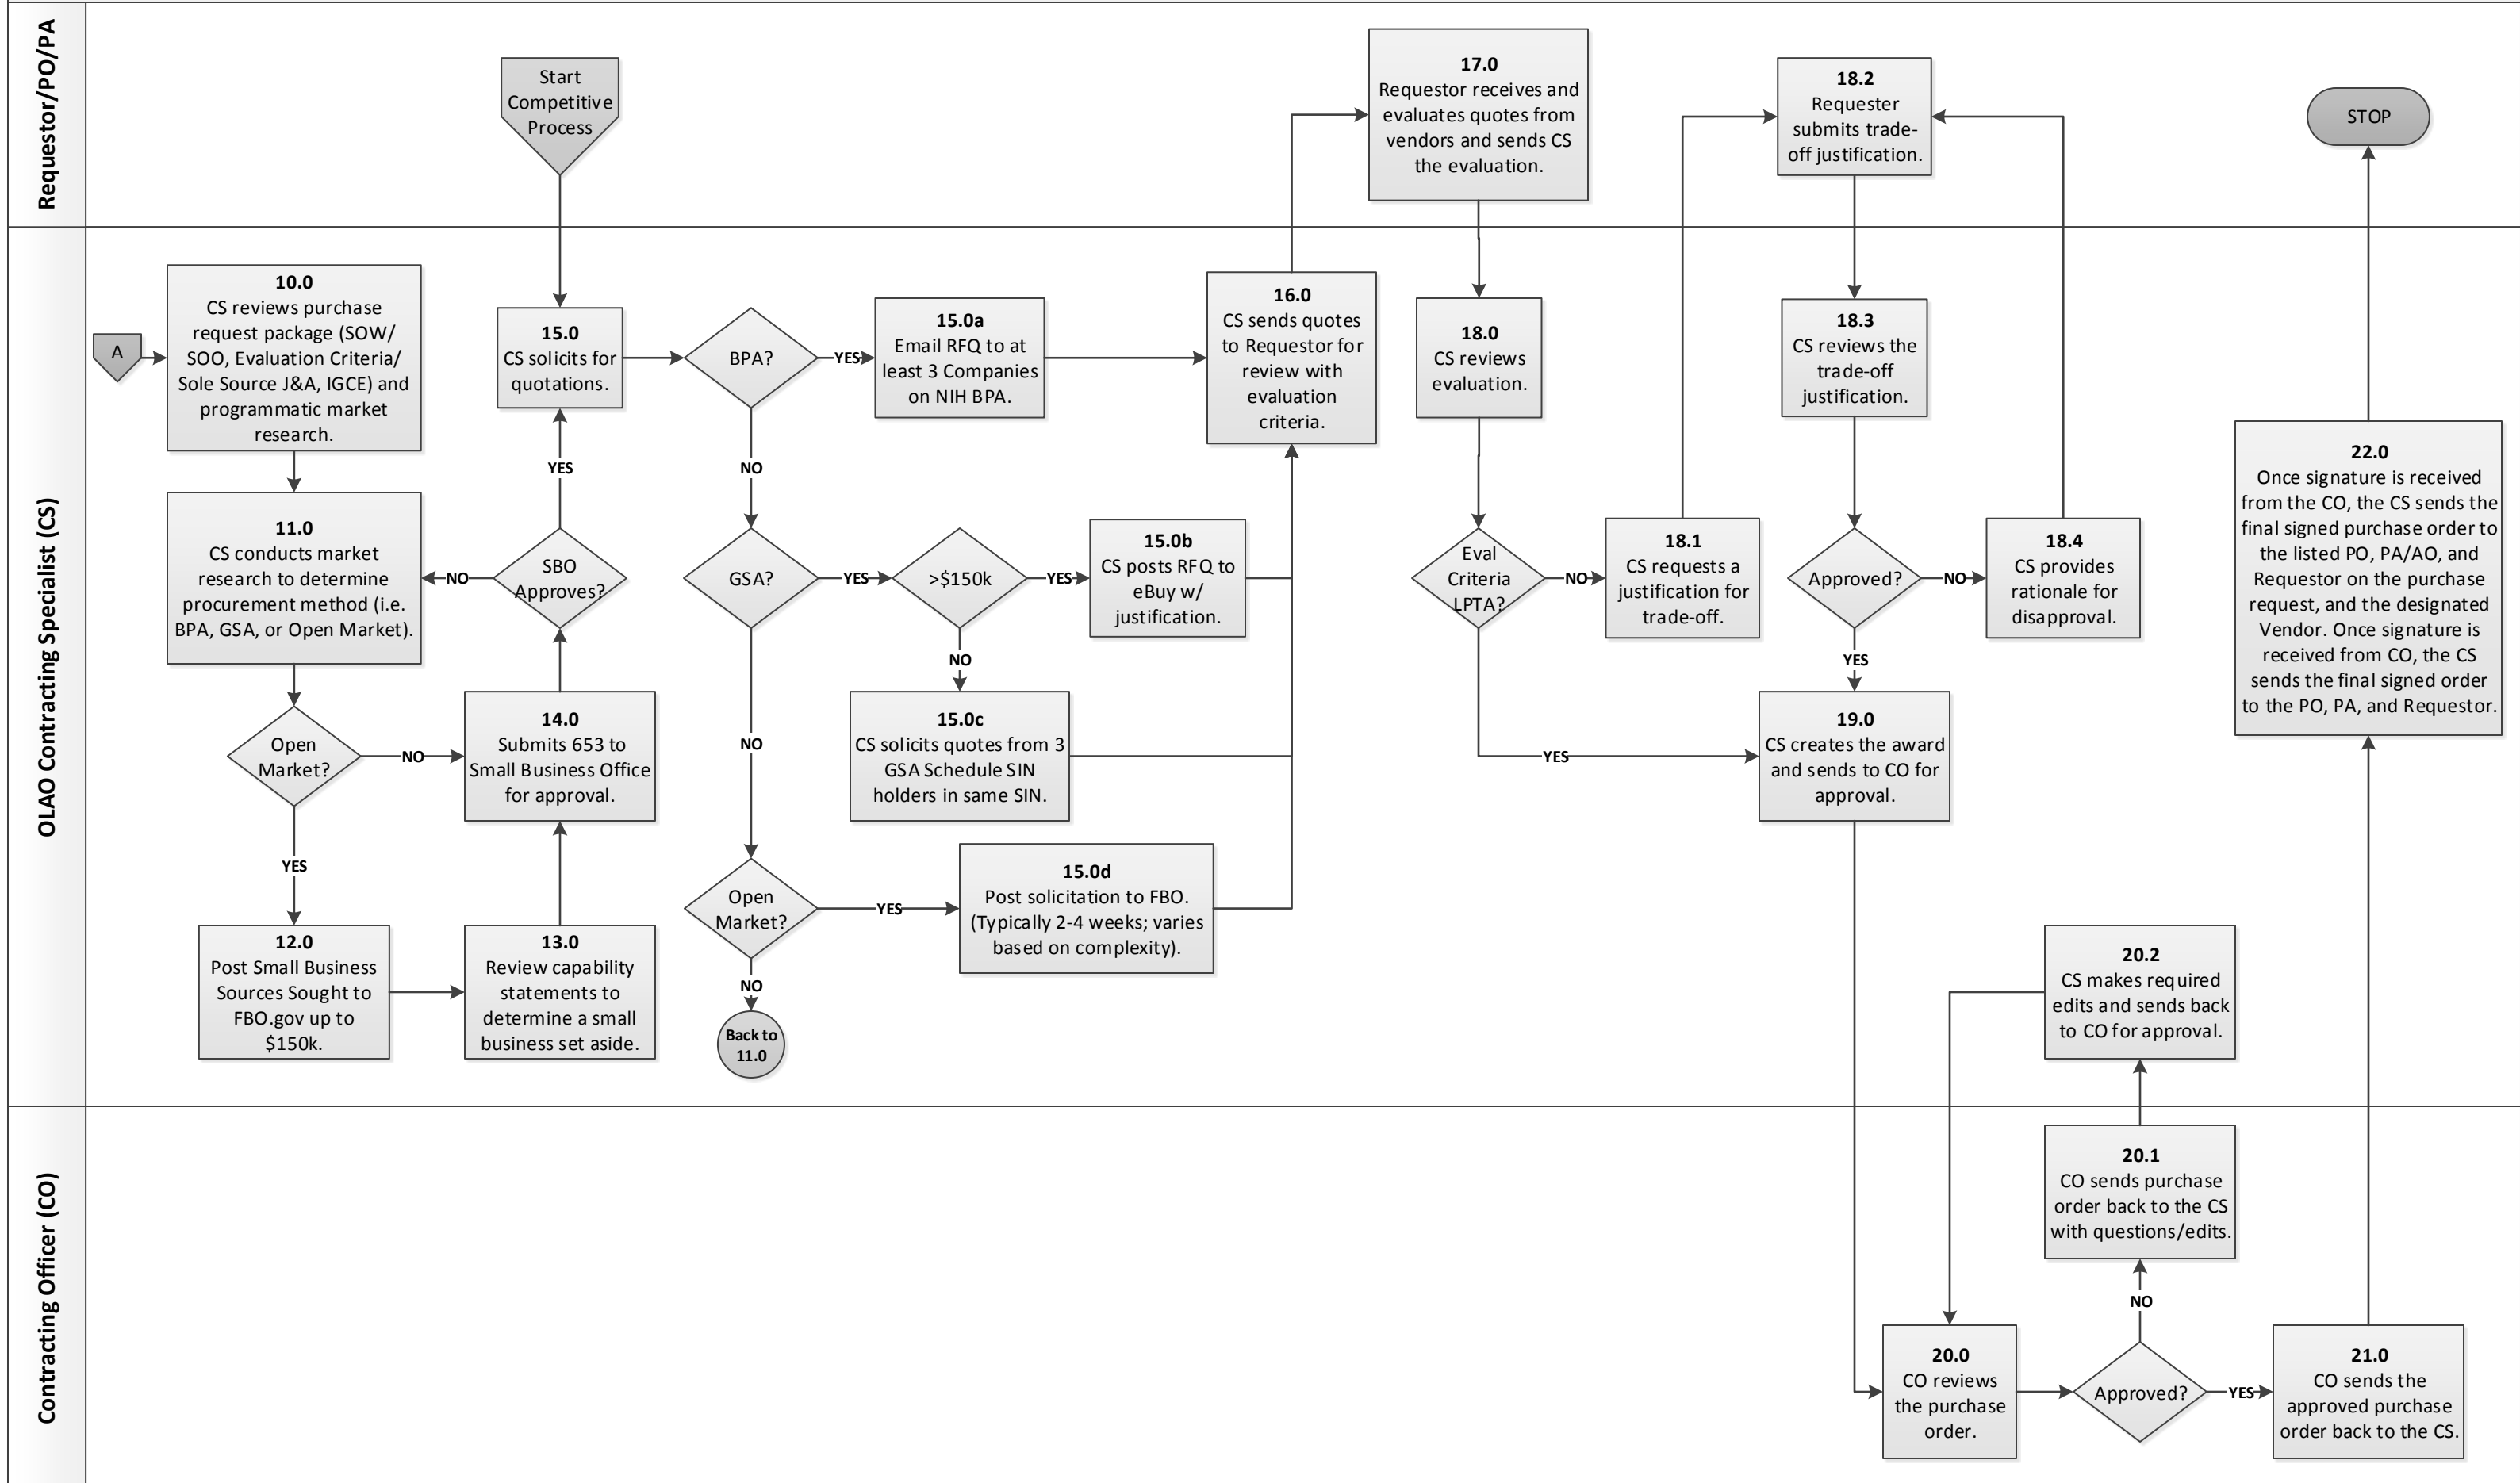 Requestor/PO/PA
Start
Competitive
Process
17.0
Requestor receives and
evaluates quotes from
vendors and sends CS
the evaluation.
18.2
Requester
submits trade-
off justification.
STOP
OLAO Contracting Specialist (CS)
A
10.0
CS reviews purchase
request package (SOW/
SOO, Evaluation Criteria/
Sole Source J&A, IGCE) and
programmatic market
research.
11.0
CS conducts market
research to determine
procurement method (i.e.
BPA, GSA, or Open Market).
Open
Market?
NO
YES
12.0
Post Small Business
Sources Sought to
FBO.gov up to
$150k.
13.0
Review capability
statements to
determine a small
business set aside.
14.0
Submits 653 to
Small Business Office
for approval.
SBO
Approves?
NO
YES
15.0
CS solicits for
quotations.
BPA?
YES
NO
15.0a
Email RFQ to at
least 3 Companies
on NIH BPA.
GSA?
YES
NO
>$150k
YES
NO
15.0b
CS posts RFQ to
eBuy w/
justification.
15.0c
CS solicits quotes from 3
GSA Schedule SIN
holders in same SIN.
Open
Market?
YES
NO
15.0d
Post solicitation to FBO.
(Typically 2-4 weeks; varies
based on complexity).
Back to
11.0
16.0
CS sends quotes
to Requestor for
review with
evaluation
criteria.
18.0
CS reviews
evaluation.
Eval
Criteria
LPTA?
NO
YES
18.1
CS requests a
justification for
trade-off.
18.3
CS reviews the
trade-off
justification.
Approved?
NO
YES
18.4
CS provides
rationale for
disapproval.
19.0
CS creates the award
and sends to CO for
approval.
20.2
CS makes required
edits and sends back
to CO for approval.
22.0
Once signature is received
from the CO, the CS sends the
final signed purchase order to
the listed PO, PA/AO, and
Requestor on the purchase
request, and the designated
Vendor. Once signature is
received from CO, the CS
sends the final signed order
to the PO, PA, and Requestor.
Contracting Officer (CO)
20.1
CO sends purchase
order back to the CS
with questions/edits.
NO
20.0
CO reviews
the purchase
order.
Approved?
YES
21.0
CO sends the
approved purchase
order back to the CS.